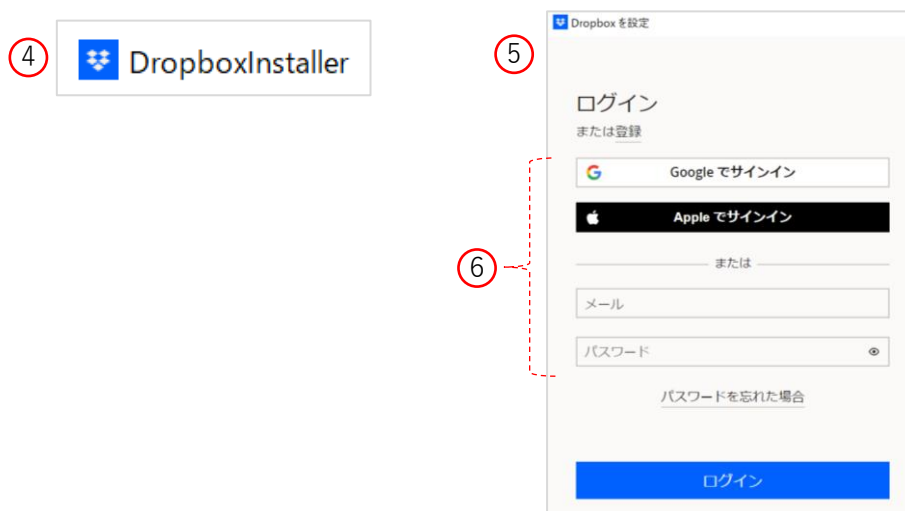 ④
DropboxInstaller
⑤
Dropbox を設定
ログイン
または登録
⑥
Google でサインイン
Apple でサインイン
または
メール
パスワード
パスワードを忘れた場合
ログイン